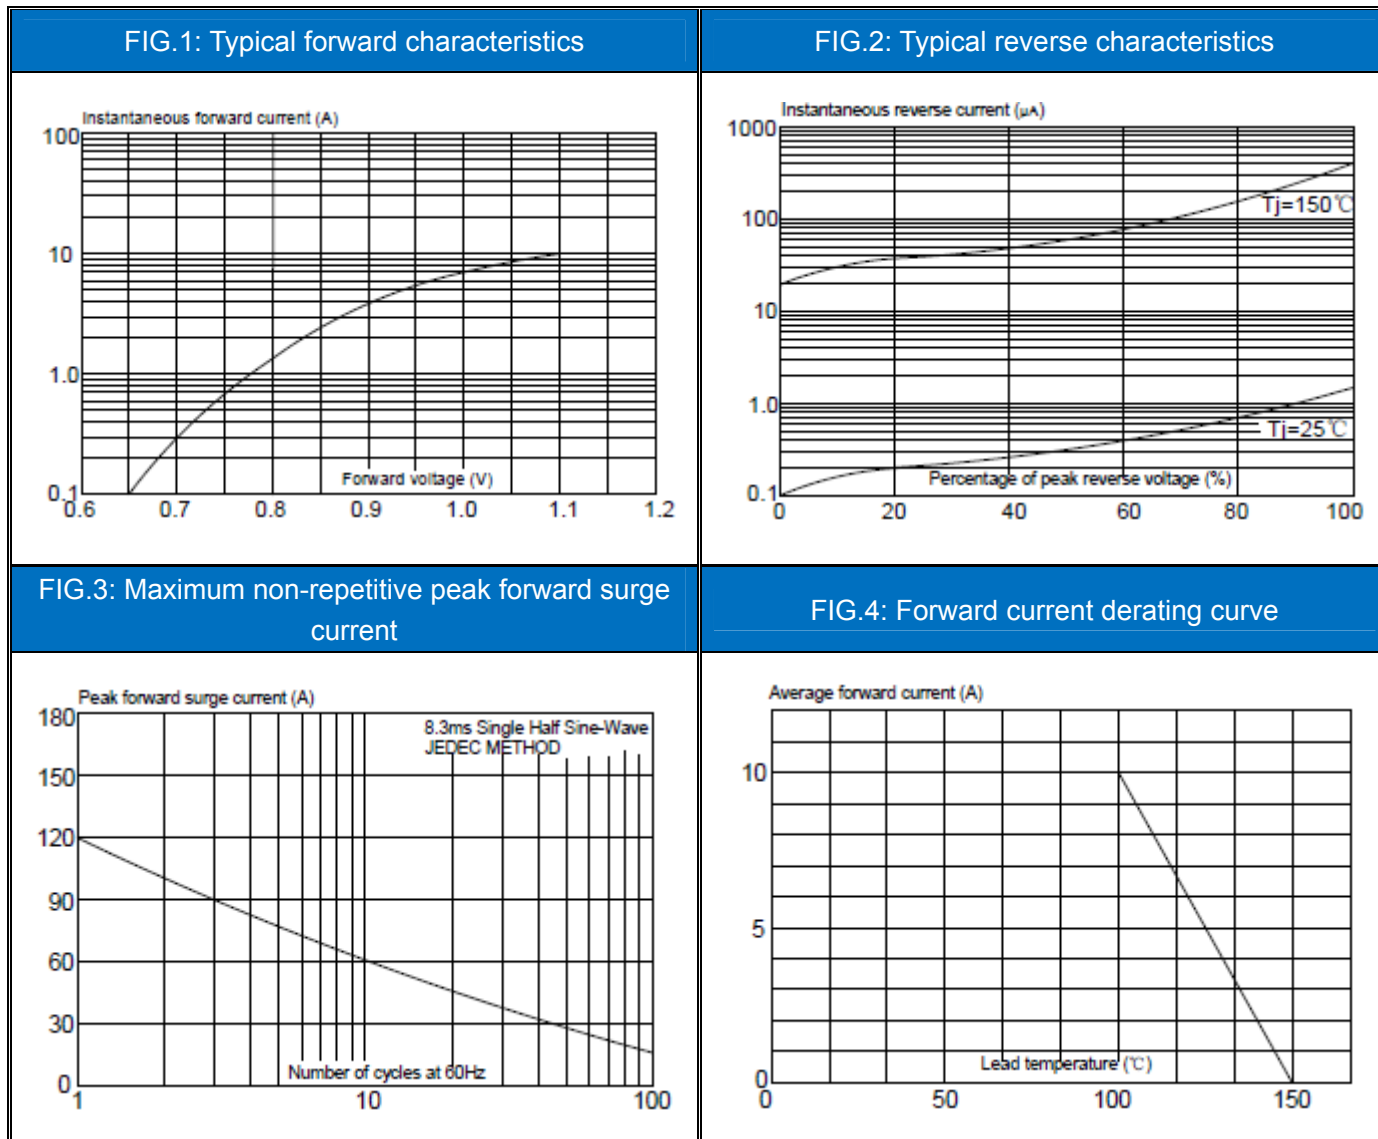 FIG.1: Typical forward characteristics
Instantaneous forward current (A)
100
10
1.0
0.1
Forward voltage (V)
0.6 0.7 0.8 0.9 1.0 1.1 1.2
FIG.2: Typical reverse characteristics
Instantaneous reverse current (μA)
1000
100
10
1.0
0.1
Tj=150℃
Tj=25℃
Percentage of peak reverse voltage (%)
0 20 40 60 80 100
FIG.3: Maximum non-repetitive peak forward surge
current
Peak forward surge current (A)
180
150
120
90
60
30
0
8.3ms Single Half Sine-Wave
JEDEC METHOD
Number of cycles at 60Hz
1 10 100
FIG.4: Forward current derating curve
Average forward current (A)
10
5
0
Lead temperature (℃)
0 50 100 150